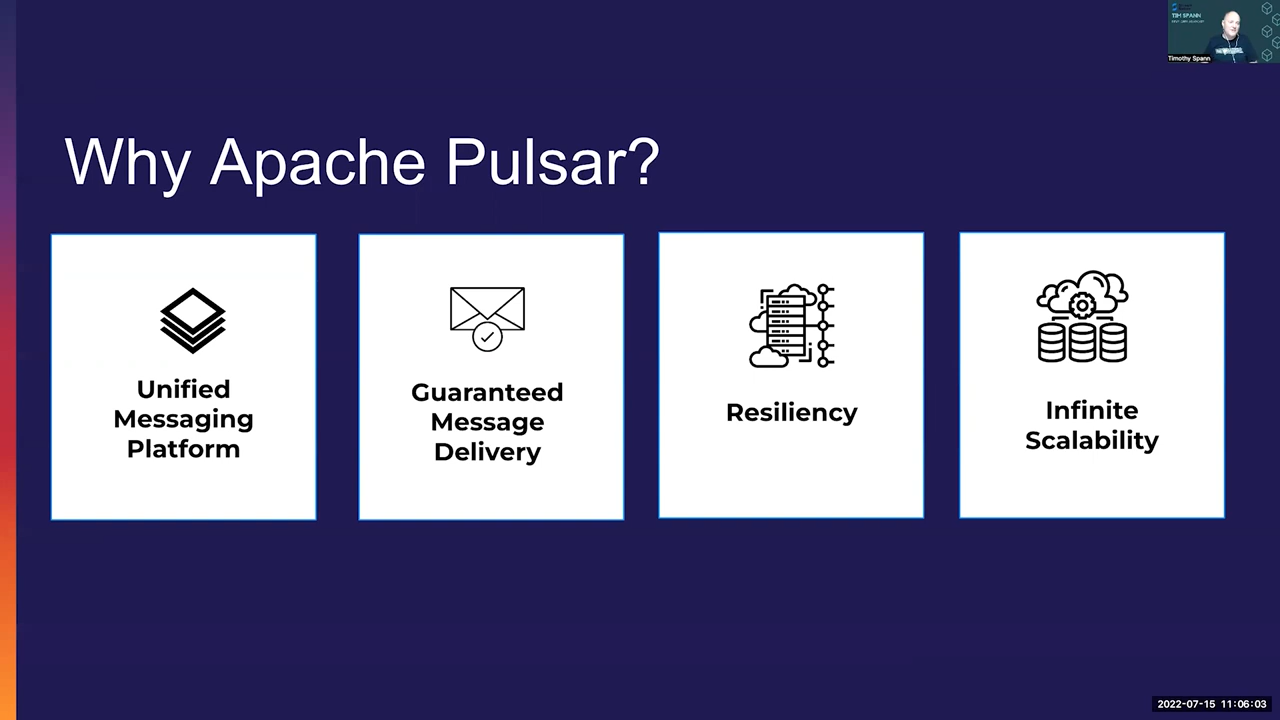 TIM SPANN
Timothy Spann
Why Apache Pulsar?
Unified
Messaging
Platform
Guaranteed
Message
Delivery
Resiliency
Infinite
Scalability
2022-07-15 11:06:03